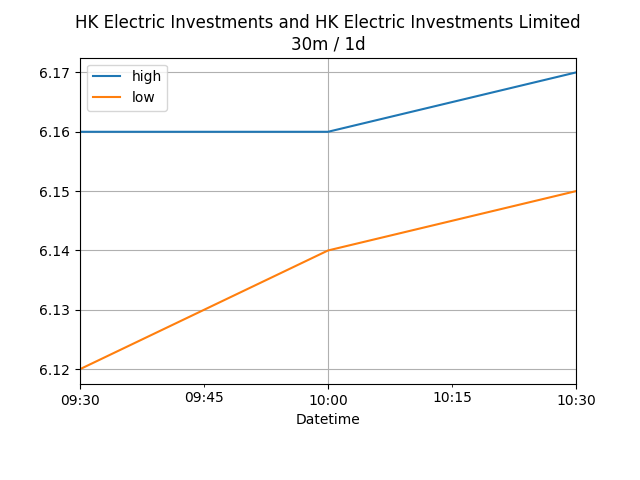 HK Electric Investments and HK Electric Investments Limited
30m / 1d
high
low
6.17
6.16
6.15
6.14
6.13
6.12
09:30
09:45
10:00
10:15
10:30
Datetime